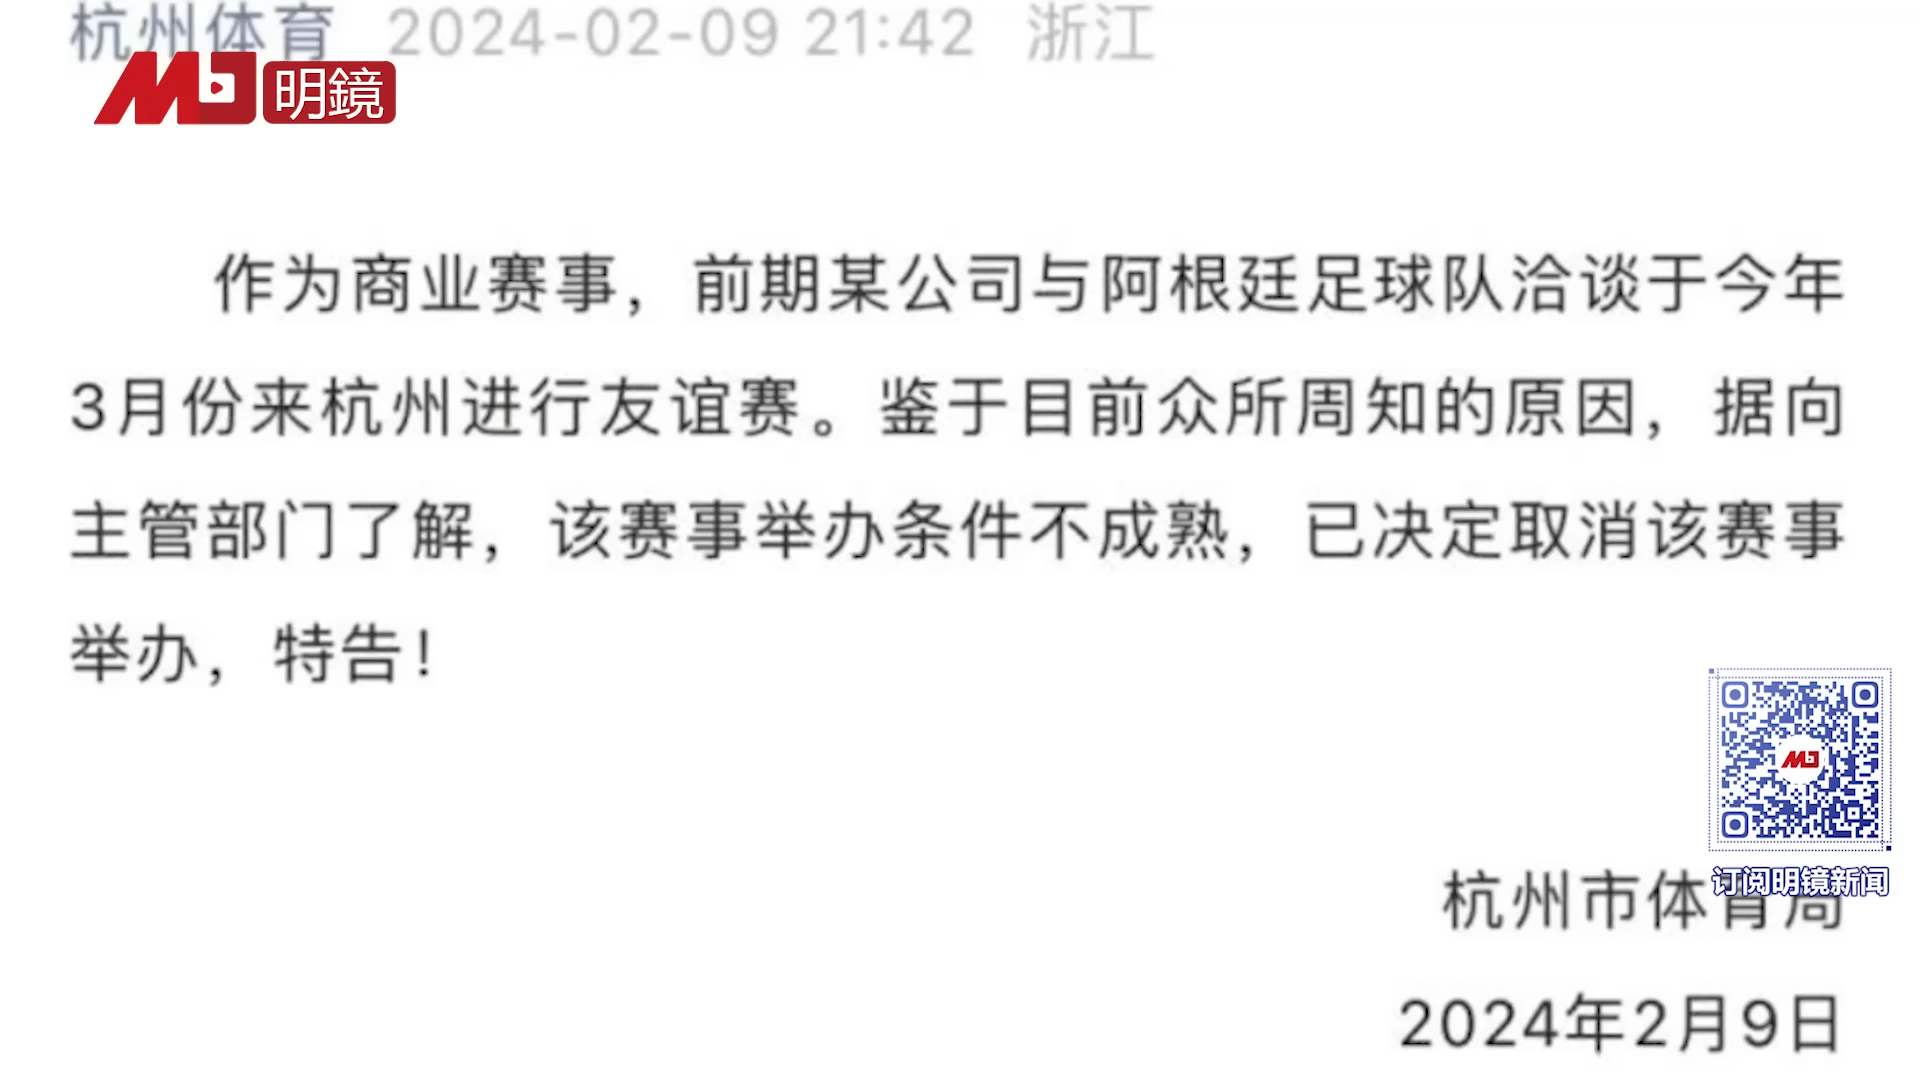 杭州体育 2024-02-09 21:42 浙江
明鏡
作为商业赛事，前期某公司与阿根廷足球队洽谈于今年
3月份来杭州进行友谊赛。鉴于目前众所周知的原因，据向
主管部门了解，该赛事举办条件不成熟，已决定取消该赛事
举办，特告！
订阅明镜新闻
杭州市体育局
2024年2月9日